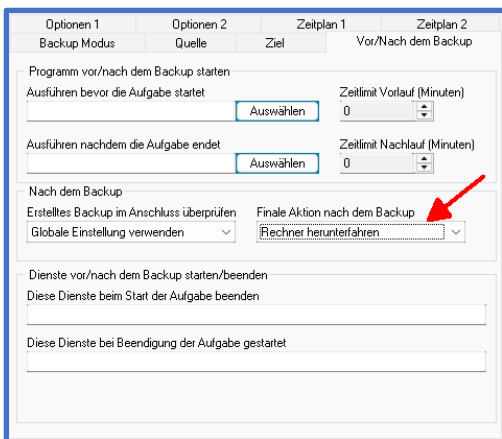 Optionen 1 Optionen 2 Zeitplan 1 Zeitplan 2
Backup Modus Quelle Ziel Vor/Nach dem Backup
Programm vor/nach dem Backup starten
Ausführen bevor die Aufgabe startet Zeitlimit Vorlauf (Minuten)
Auswählen 0
Ausführen nachdem die Aufgabe endet Zeitlimit Nachlauf (Minuten)
Auswählen 0
Nach dem Backup
Erstelltes Backup im Anschluss überprüfen Finale Aktion nach dem Backup
Globale Einstellung verwenden Rechner herunterfahren
Dienste vor/nach dem Backup starten/beenden
Diese Dienste beim Start der Aufgabe beenden
Diese Dienste bei Beendigung der Aufgabe gestartet